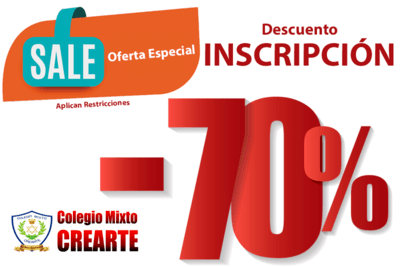 SALE
Oferta Especial
Aplican Restricciones
Descuento
INSCRIPCIÓN
-70%
Colegio Mixto
CREARTE